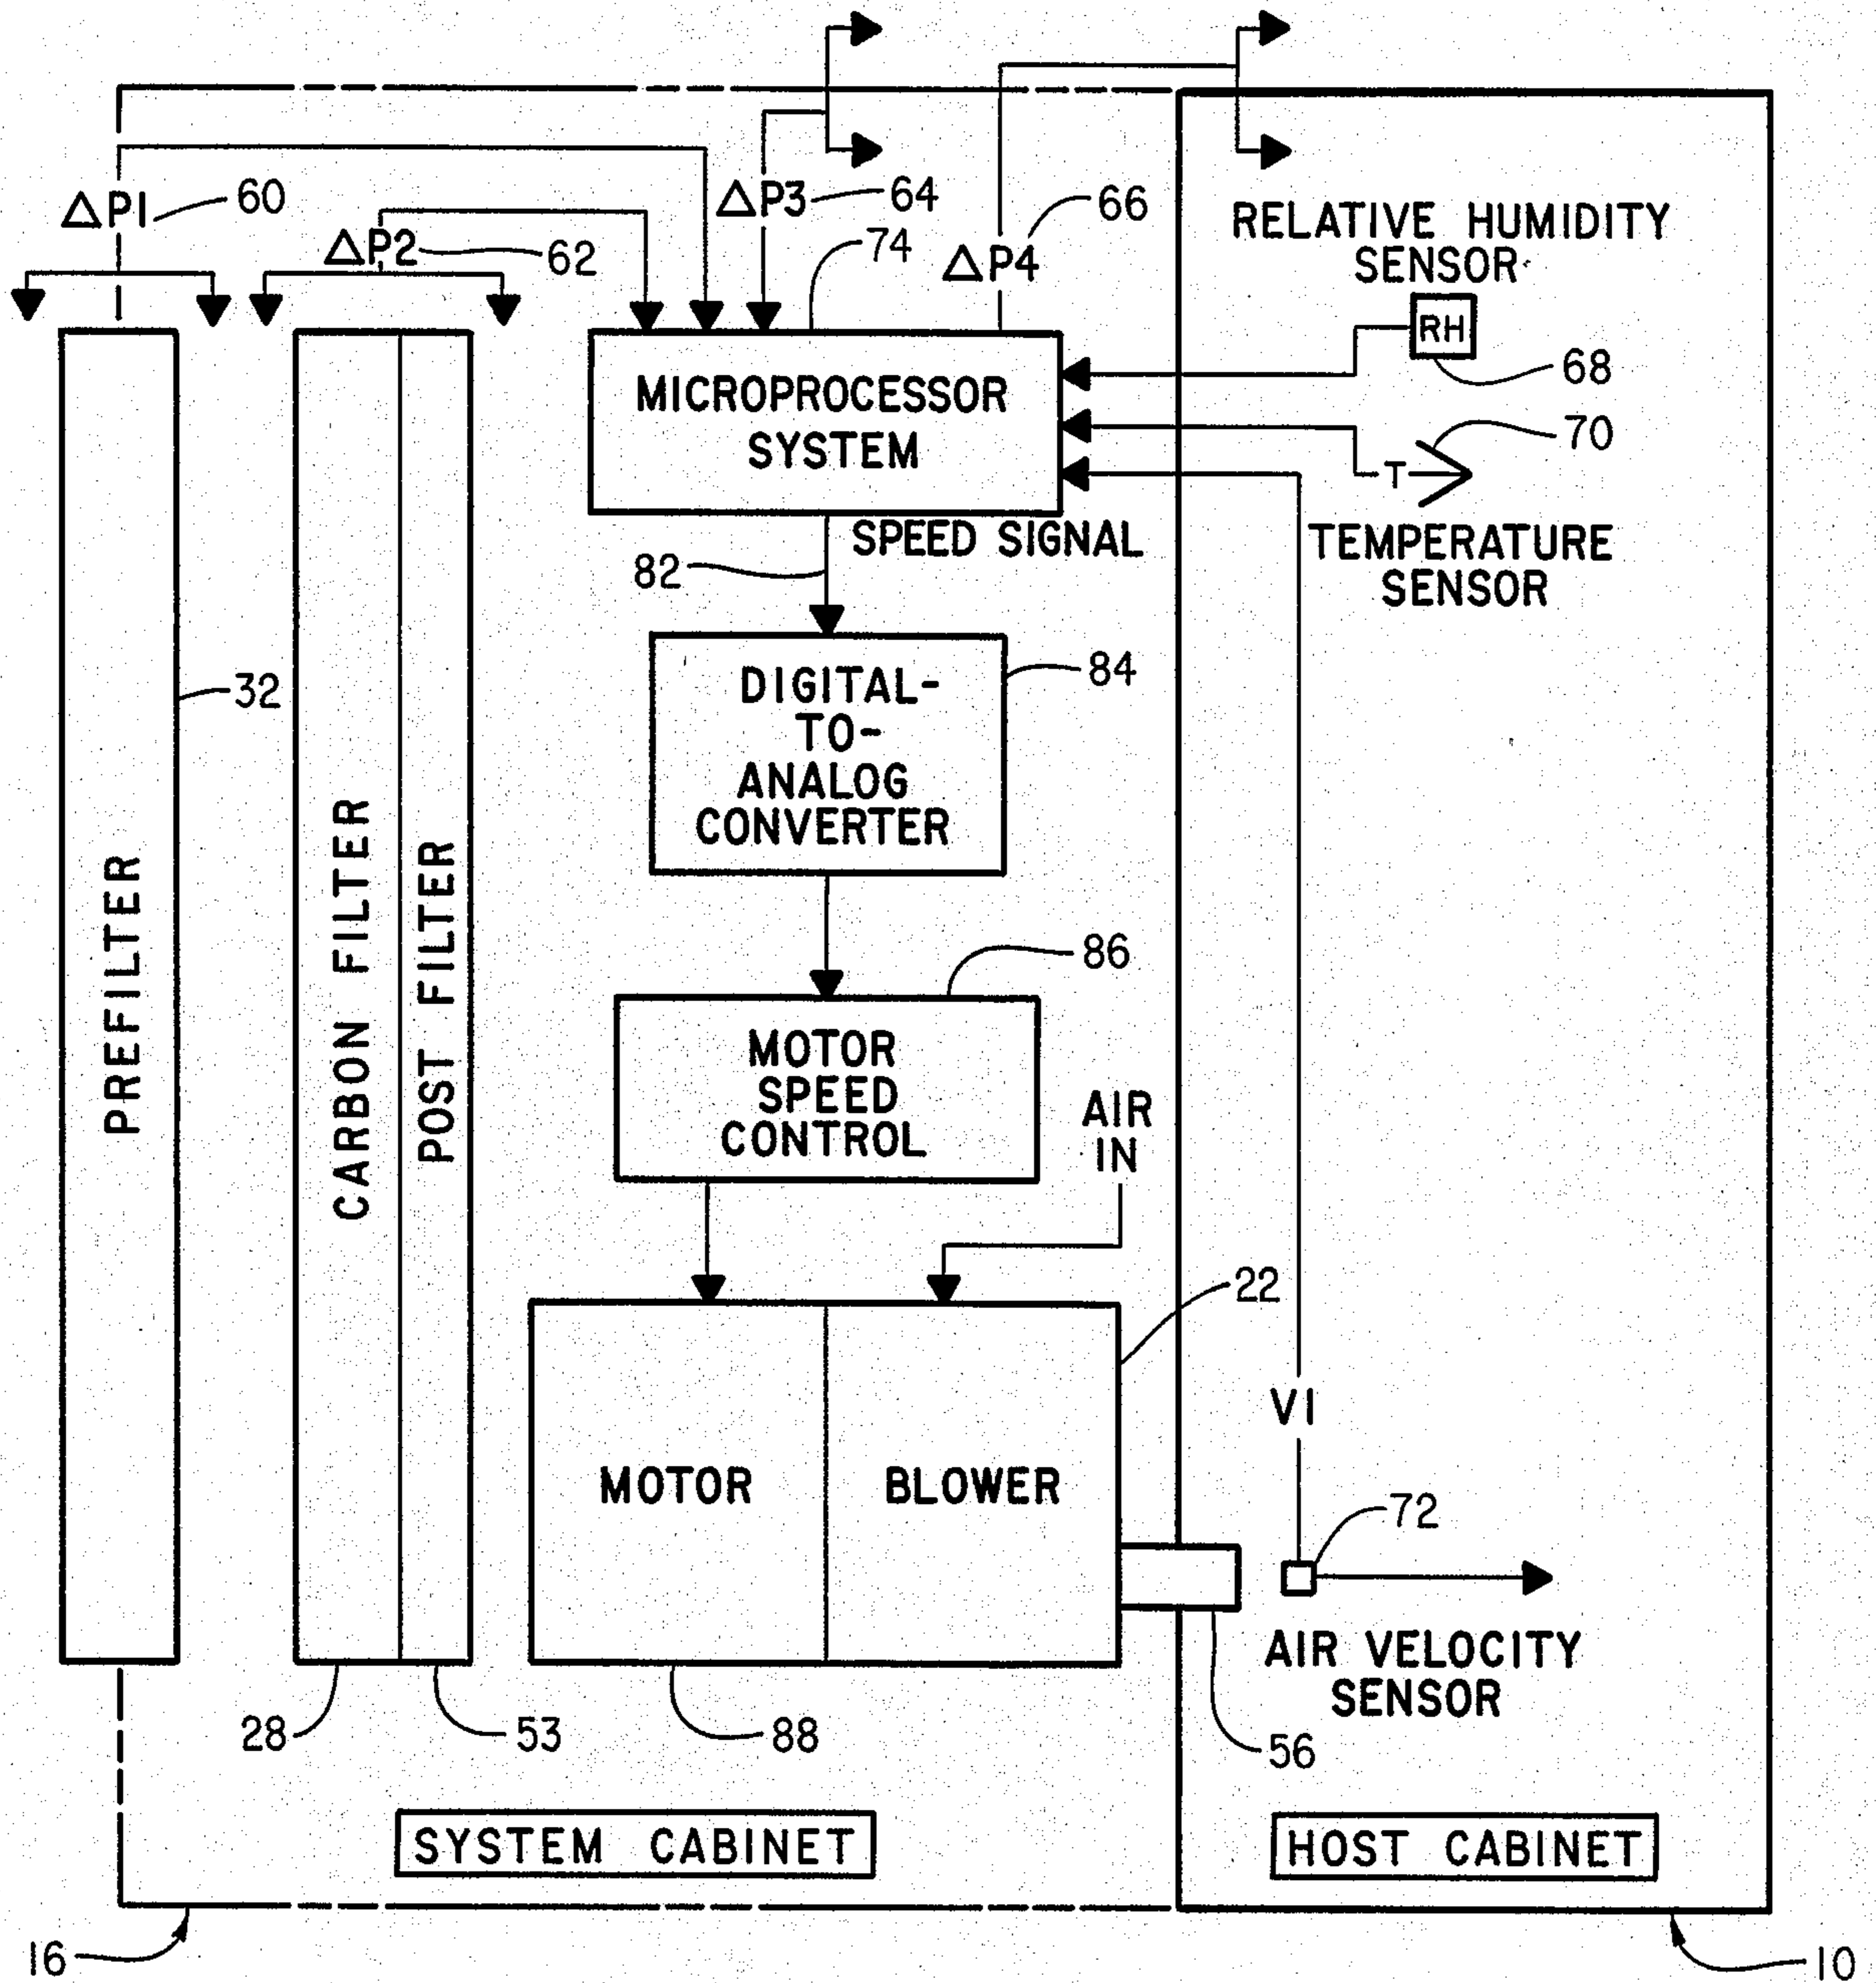 ΔP1
60
ΔP2
62
ΔP3
64
74
ΔP4
66
RELATIVE HUMIDITY
SENSOR
RH
68
70
T
TEMPERATURE
SENSOR
MICROPROCESSOR
SYSTEM
SPEED SIGNAL
82
DIGITAL-
TO-
ANALOG
CONVERTER
84
32
PREFILTER
CARBON FILTER
POST FILTER
86
MOTOR
SPEED
CONTROL
AIR
IN
22
MOTOR
BLOWER
V1
72
AIR VELOCITY
SENSOR
28
53
88
56
SYSTEM CABINET
HOST CABINET
16
10